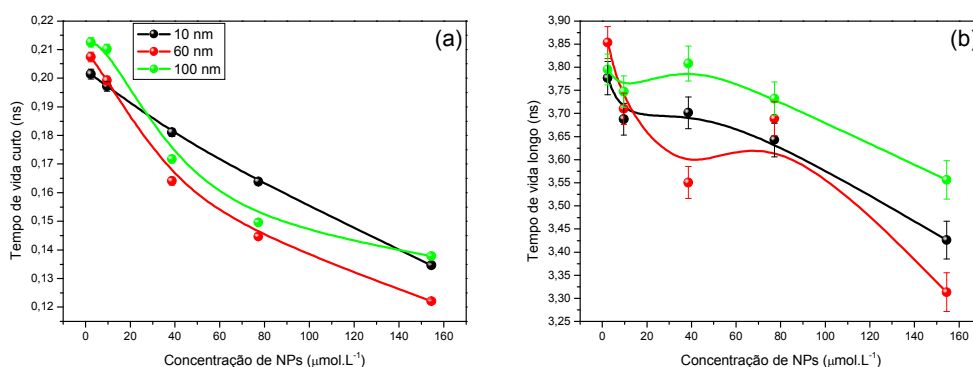 (a)
10 nm
60 nm
100 nm
0,22
0,21
0,20
0,19
0,18
0,17
0,16
0,15
0,14
0,13
0,12
Tempo de vida curto (ns)
0 20 40 60 80 100 120 140 160
Concentração de NPs (μmol.L⁻¹)
(b)
3,90
3,85
3,80
3,75
3,70
3,65
3,60
3,55
3,50
3,45
3,40
3,35
3,30
3,25
Tempo de vida longo (ns)
0 20 40 60 80 100 120 140 160
Concentração de NPs (μmol.L⁻¹)